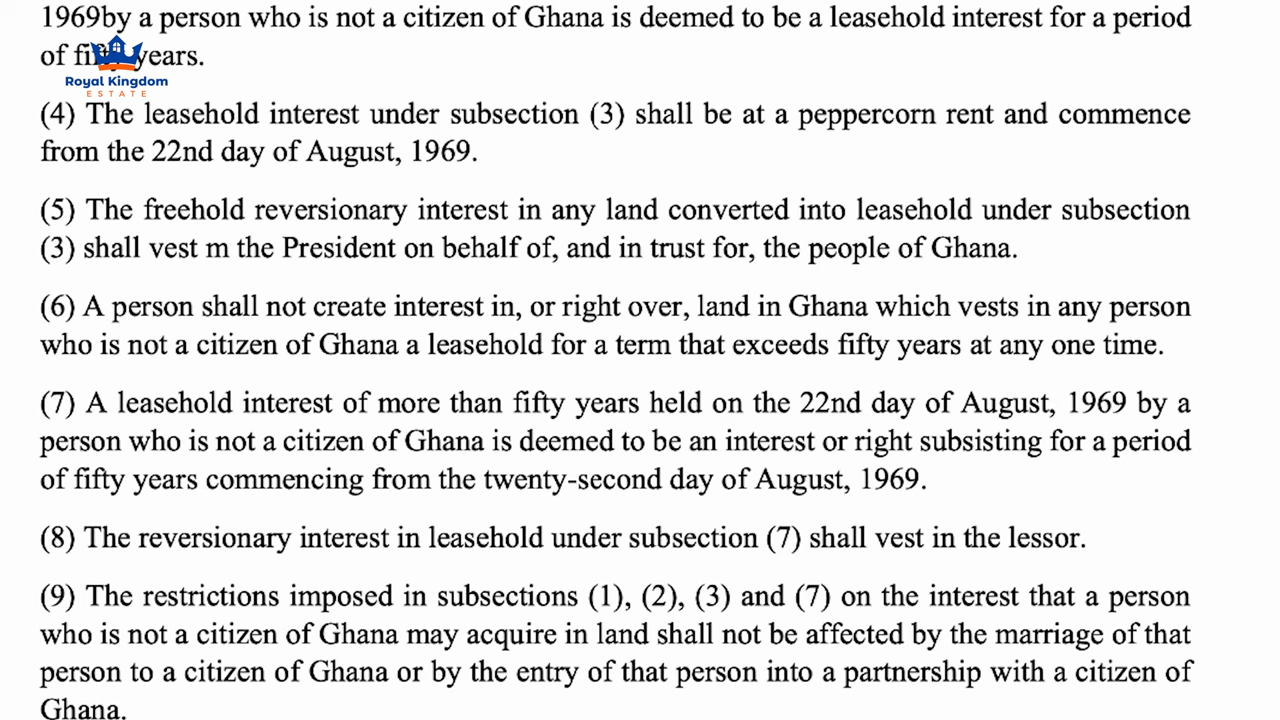 1969by a person who is not a citizen of Ghana is deemed to be a leasehold interest for a period
of fifty years.
Royal Kingdom
ESTATE
(4) The leasehold interest under subsection (3) shall be at a peppercorn rent and commence
from the 22nd day of August, 1969.
(5) The freehold reversionary interest in any land converted into leasehold under subsection
(3) shall vest m the President on behalf of, and in trust for, the people of Ghana.
(6) A person shall not create interest in, or right over, land in Ghana which vests in any person
who is not a citizen of Ghana a leasehold for a term that exceeds fifty years at any one time.
(7) A leasehold interest of more than fifty years held on the 22nd day of August, 1969 by a
person who is not a citizen of Ghana is deemed to be an interest or right subsisting for a period
of fifty years commencing from the twenty-second day of August, 1969.
(8) The reversionary interest in leasehold under subsection (7) shall vest in the lessor.
(9) The restrictions imposed in subsections (1), (2), (3) and (7) on the interest that a person
who is not a citizen of Ghana may acquire in land shall not be affected by the marriage of that
person to a citizen of Ghana or by the entry of that person into a partnership with a citizen of
Ghana.